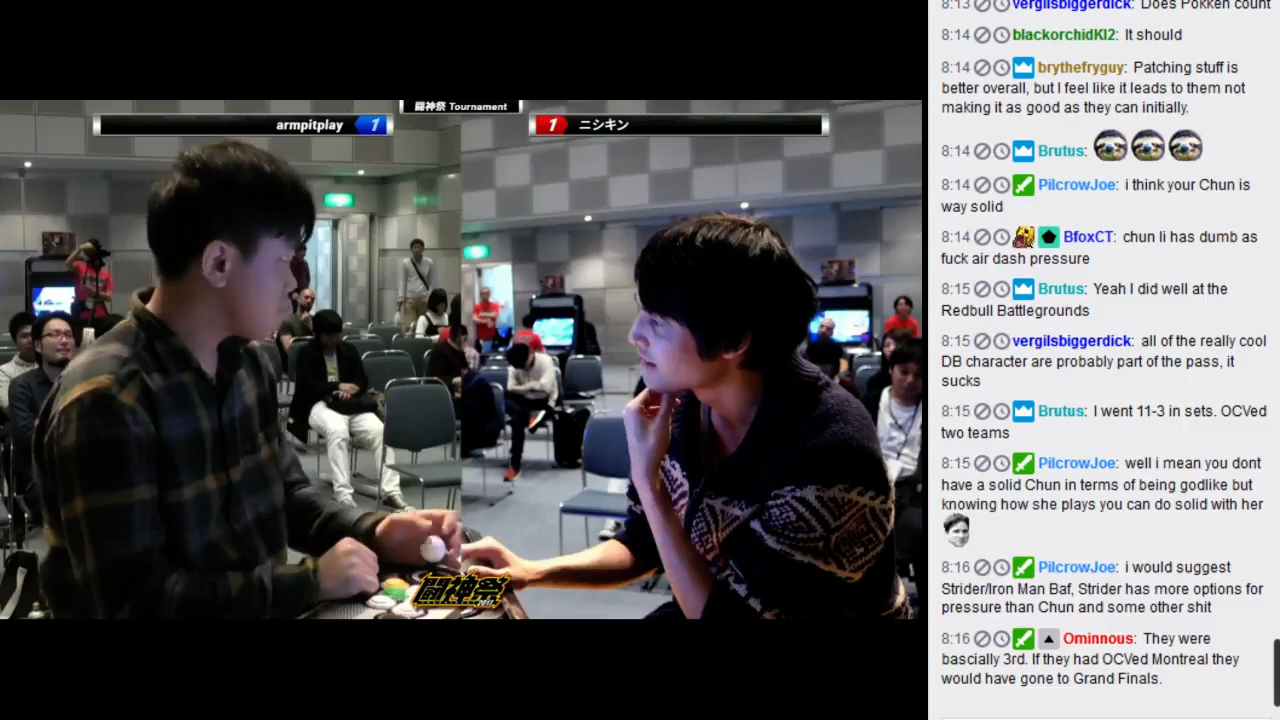 闘神祭 Tournament
armpitplay 1
1 ニシキン
闘神祭
2017
8:13 vergilsbiggerdick: Does Pokken count
8:14 blackorchidKI2: It should
8:14 brythefryguy: Patching stuff is
better overall, but I feel like it leads to them not
making it as good as they can initially.
8:14 Brutus:
8:14 PilcrowJoe: i think your Chun is
way solid
8:14 BfoxCT: chun li has dumb as
fuck air dash pressure
8:15 Brutus: Yeah I did well at the
Redbull Battlegrounds
8:15 vergilsbiggerdick: all of the really cool
DB character are probably part of the pass, it
sucks
8:15 Brutus: I went 11-3 in sets. OCVed
two teams
8:15 PilcrowJoe: well i mean you dont
have a solid Chun in terms of being godlike but
knowing how she plays you can do solid with her
8:16 PilcrowJoe: i would suggest
Strider/Iron Man Baf, Strider has more options for
pressure than Chun and some other shit
8:16 Ominnous: They were
bascially 3rd. If they had OCVed Montreal they
would have gone to Grand Finals.